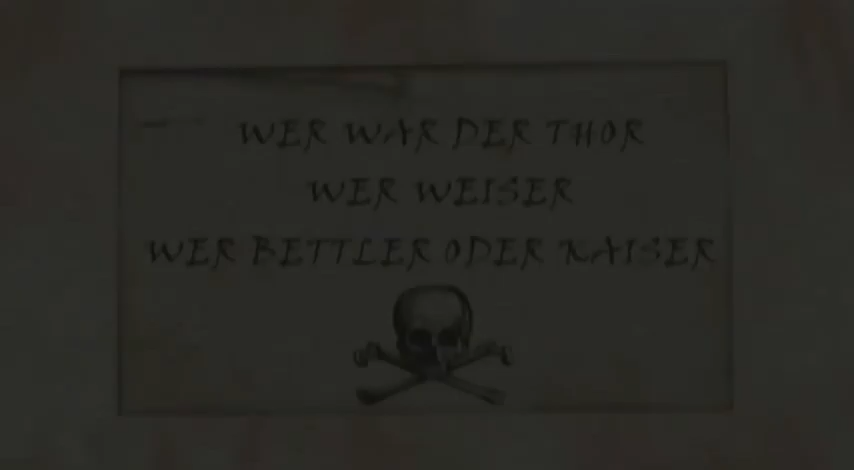 WER WAR DER THOR
WER WEISER
WER BETTLER ODER KAISER